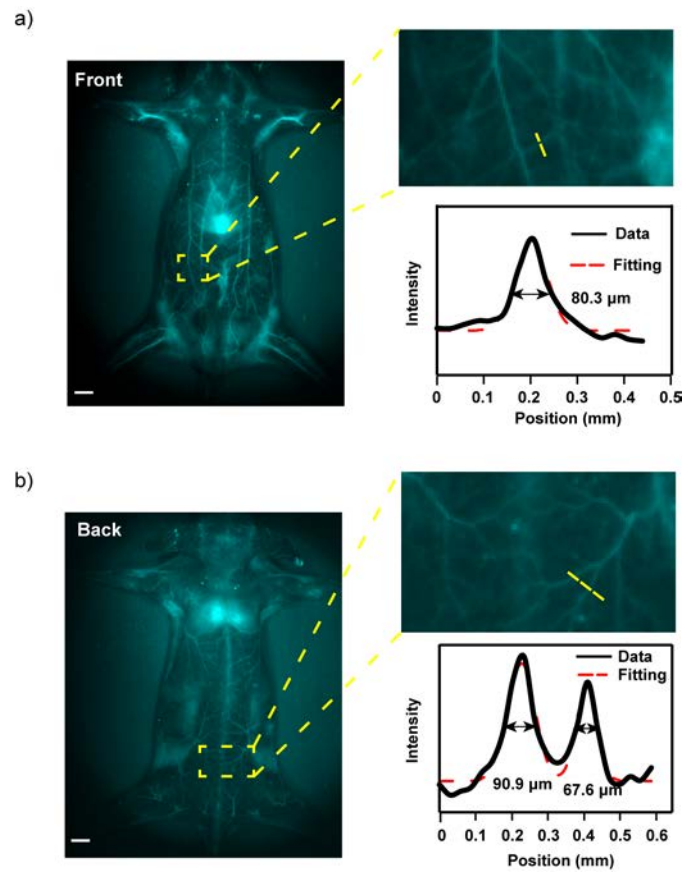 a)
Front
Intensity
Data
Fitting
80.3 µm
0 0.1 0.2 0.3 0.4 0.5
Position (mm)
b)
Back
Intensity
Data
Fitting
90.9 µm 67.6 µm
0 0.1 0.2 0.3 0.4 0.5 0.6
Position (mm)